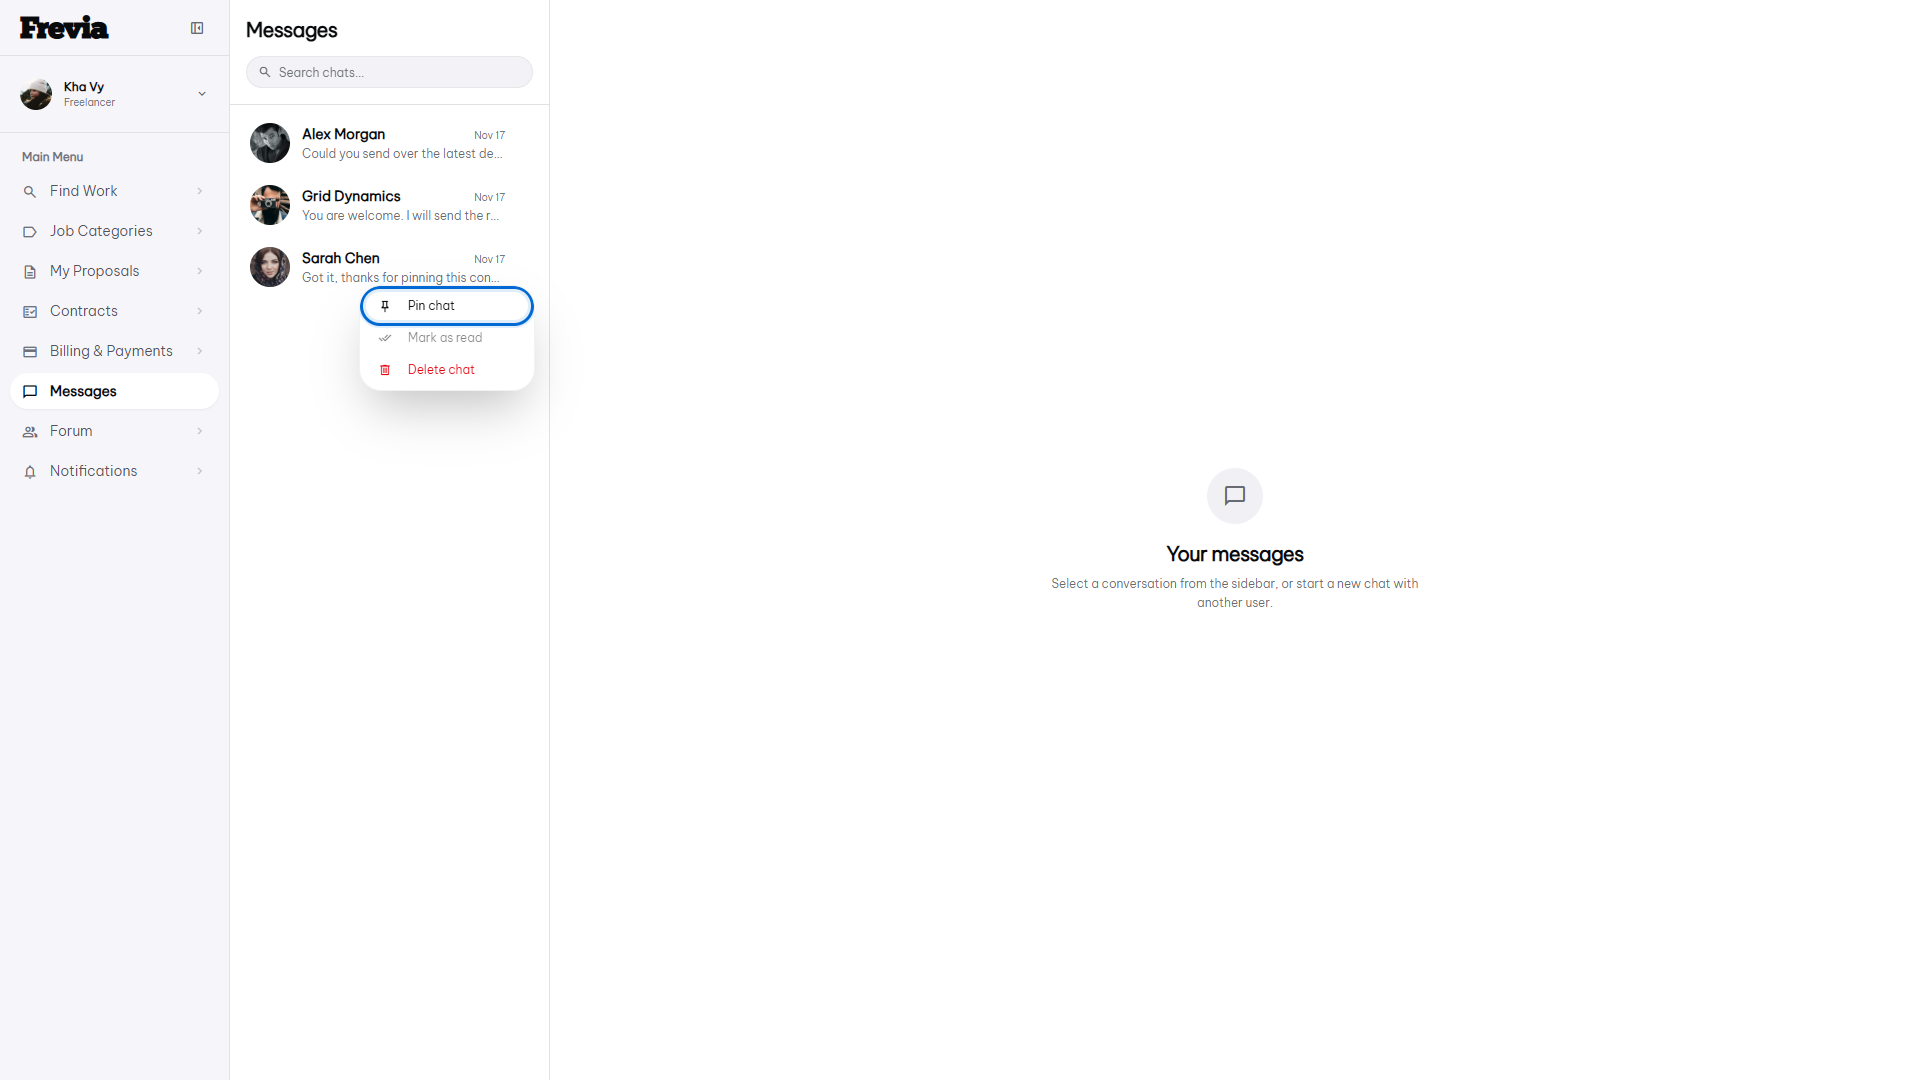 Frevia
Kha Vy
Freelancer
Main Menu
Find Work
Job Categories
My Proposals
Contracts
Billing & Payments
Messages
Forum
Notifications
Messages
Search chats...
Alex Morgan
Nov 17
Could you send over the latest de...
Grid Dynamics
Nov 17
You are welcome. I will send the r...
Sarah Chen
Nov 17
Got it, thanks for pinning this con...
Pin chat
Mark as read
Delete chat
Your messages
Select a conversation from the sidebar, or start a new chat with
another user.